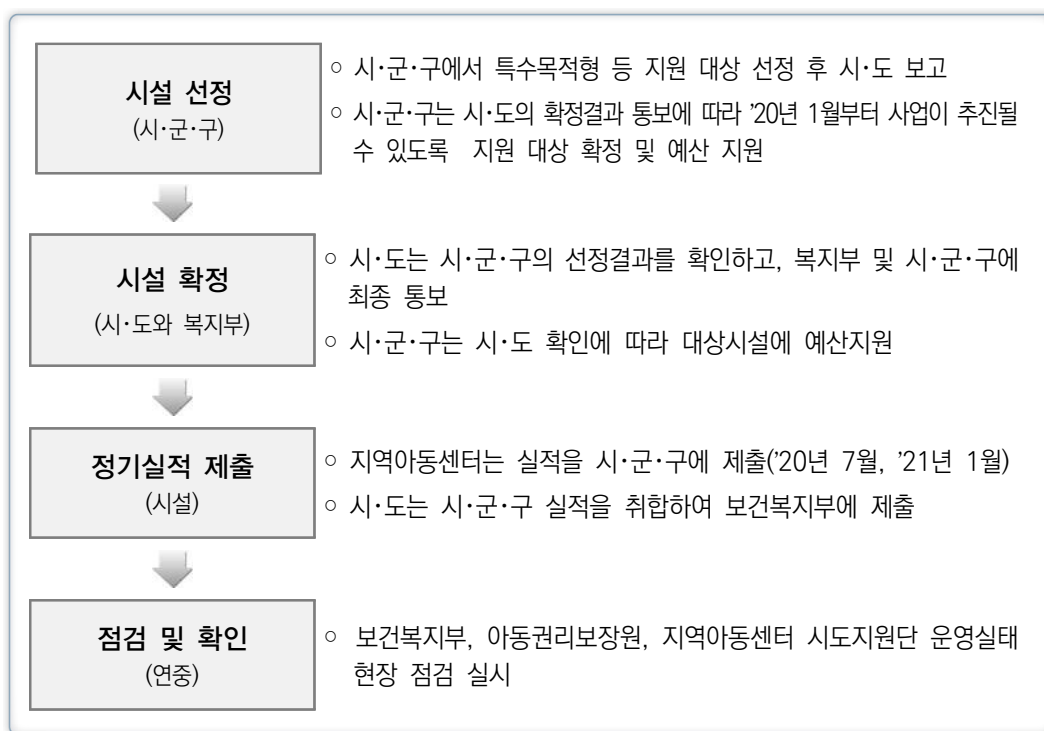 시설 선정
(시·군·구)
○ 시·군·구에서 특수목적형 등 지원 대상 선정 후 시·도 보고
○ 시·군·구는 시·도의 확정결과 통보에 따라 ’20년 1월부터 사업이 추진될
수 있도록 지원 대상 확정 및 예산 지원
시설 확정
(시·도와 복지부)
○ 시·도는 시·군·구의 선정결과를 확인하고, 복지부 및 시·군·구에
최종 통보
○ 시·군·구는 시·도 확인에 따라 대상시설에 예산지원
정기실적 제출
(시설)
○ 지역아동센터는 실적을 시·군·구에 제출(’20년 7월, ’21년 1월)
○ 시·도는 시·군·구 실적을 취합하여 보건복지부에 제출
점검 및 확인
(연중)
○ 보건복지부, 아동권리보장원, 지역아동센터 시도지원단 운영실태
현장 점검 실시